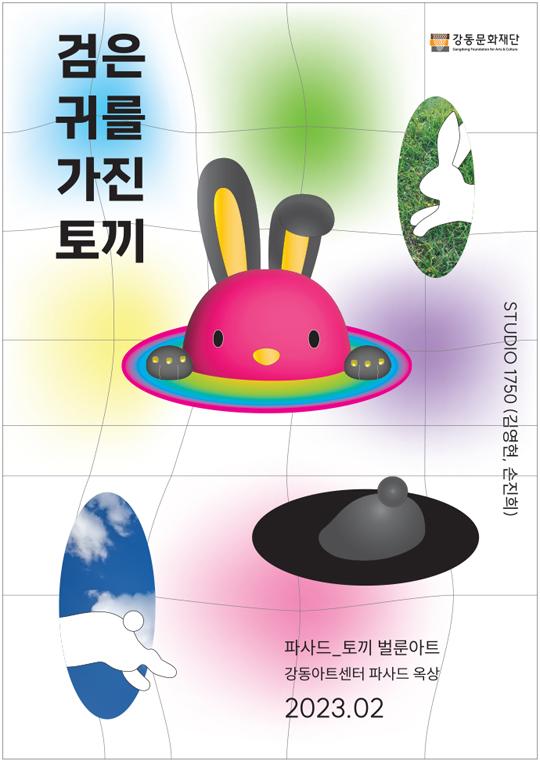 검은
귀를
가진
토끼
강동문화재단
Gangdong Foundation for Arts & Culture
STUDIO 1750 (김영현, 손진희)
파사드_토끼 벌룬아트
강동아트센터 파사드 옥상
2023.02